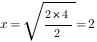 x = √((2*4)/2) = 2